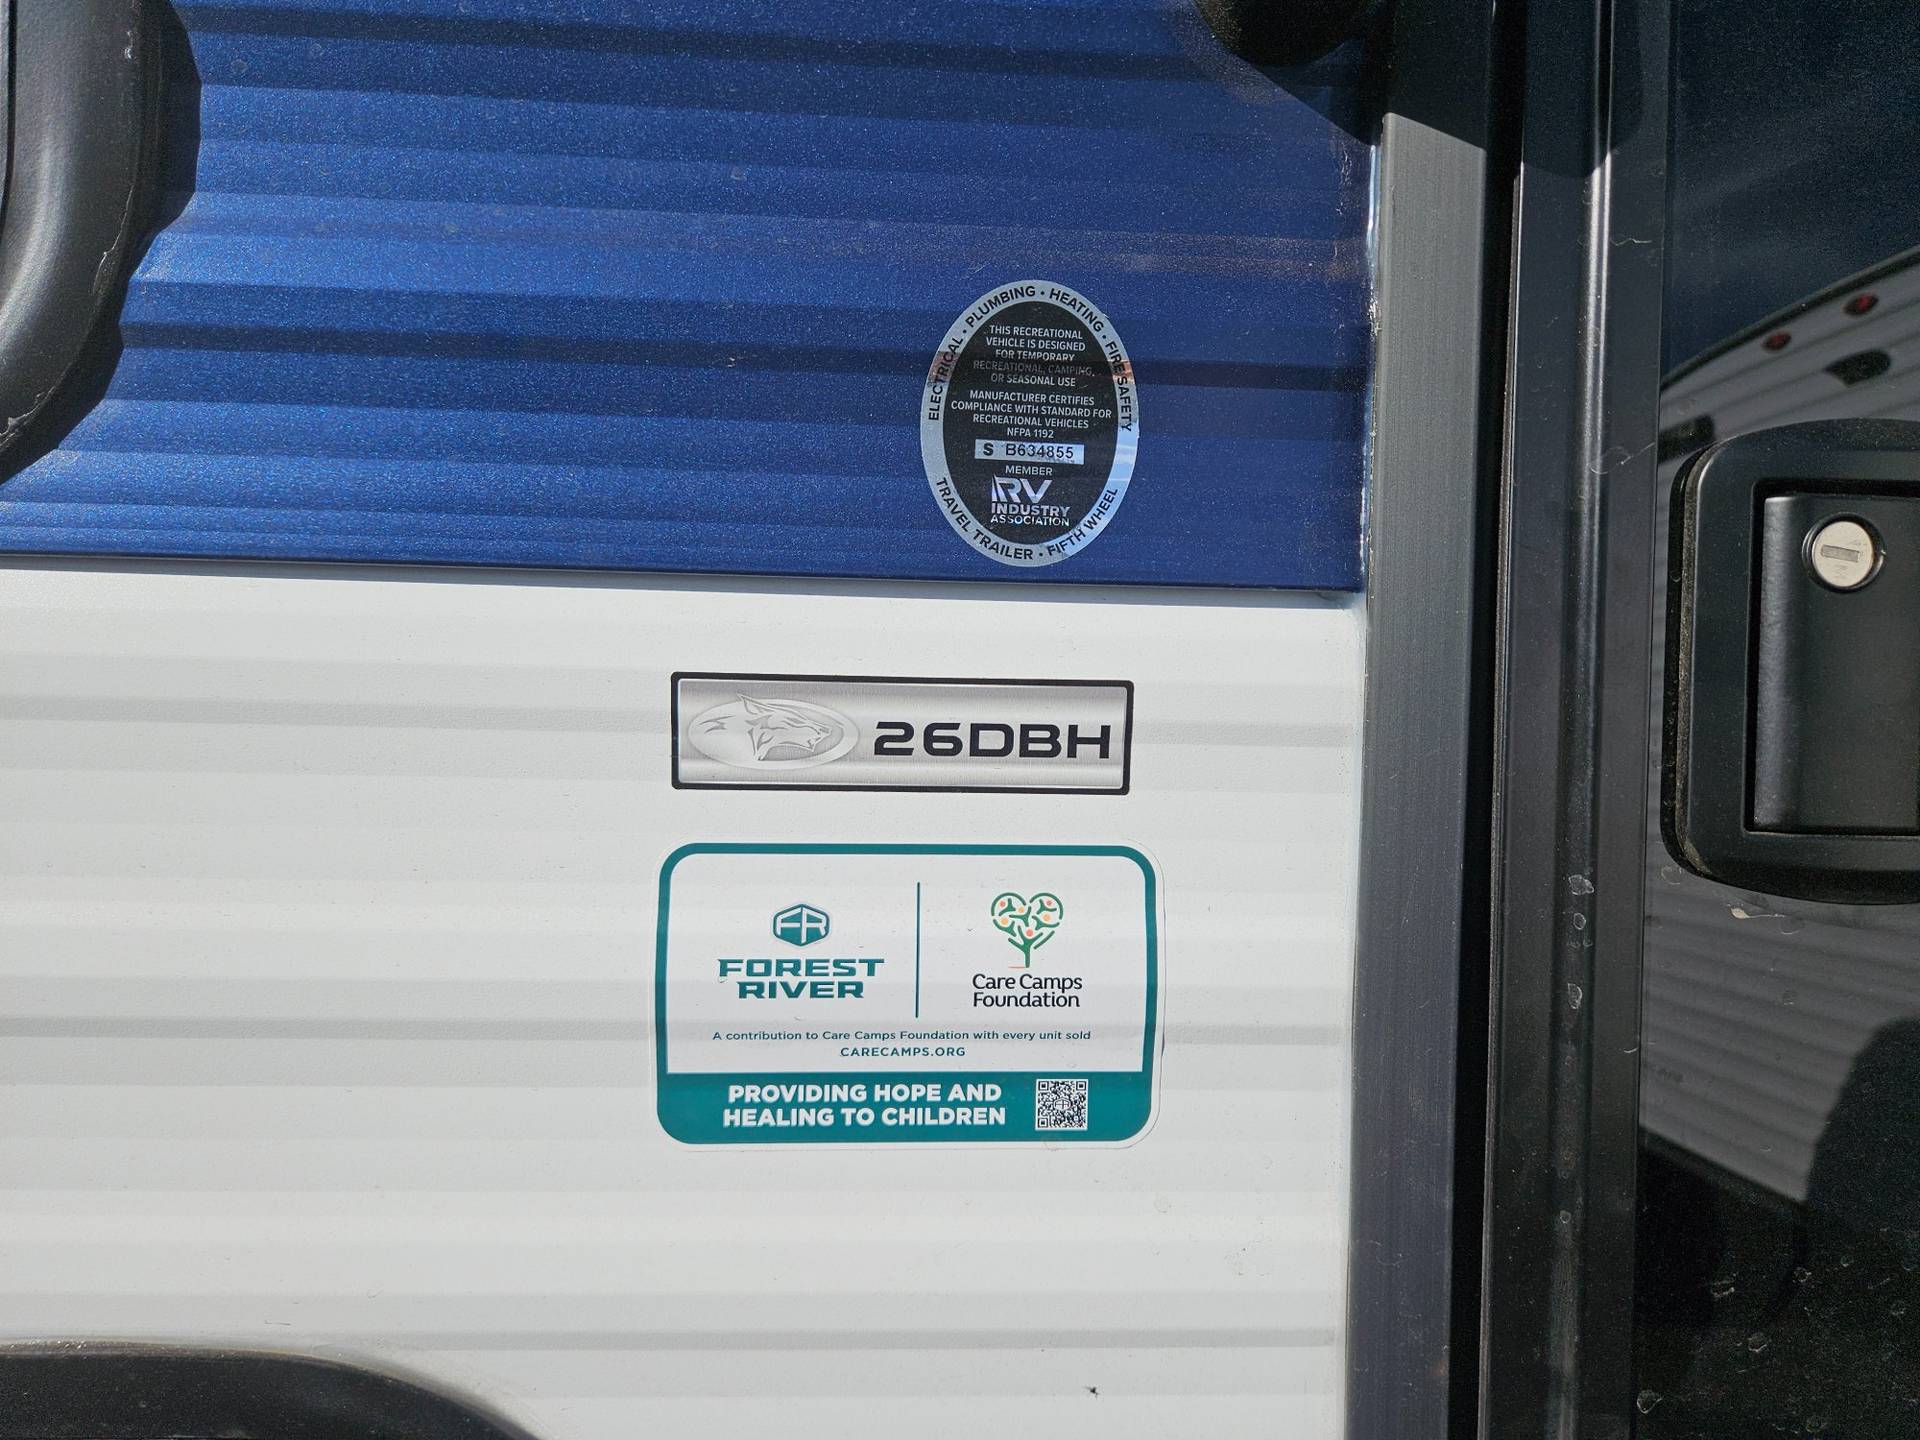 ELECTRICAL • PLUMBING • HEATING • FIRE SAFETY
THIS RECREATIONAL
VEHICLE IS DESIGNED
FOR TEMPORARY
RECREATIONAL, CAMPING,
OR SEASONAL USE
MANUFACTURER CERTIFIES
COMPLIANCE WITH STANDARD FOR
RECREATIONAL VEHICLES
NFPA 1192
S B634855
MEMBER
RV
INDUSTRY
ASSOCIATION
TRAVEL TRAILER • FIFTH WHEEL
26DBH
FR
FOREST
RIVER
Care Camps
Foundation
A contribution to Care Camps Foundation with every unit sold
CARECAMPS.ORG
PROVIDING HOPE AND
HEALING TO CHILDREN